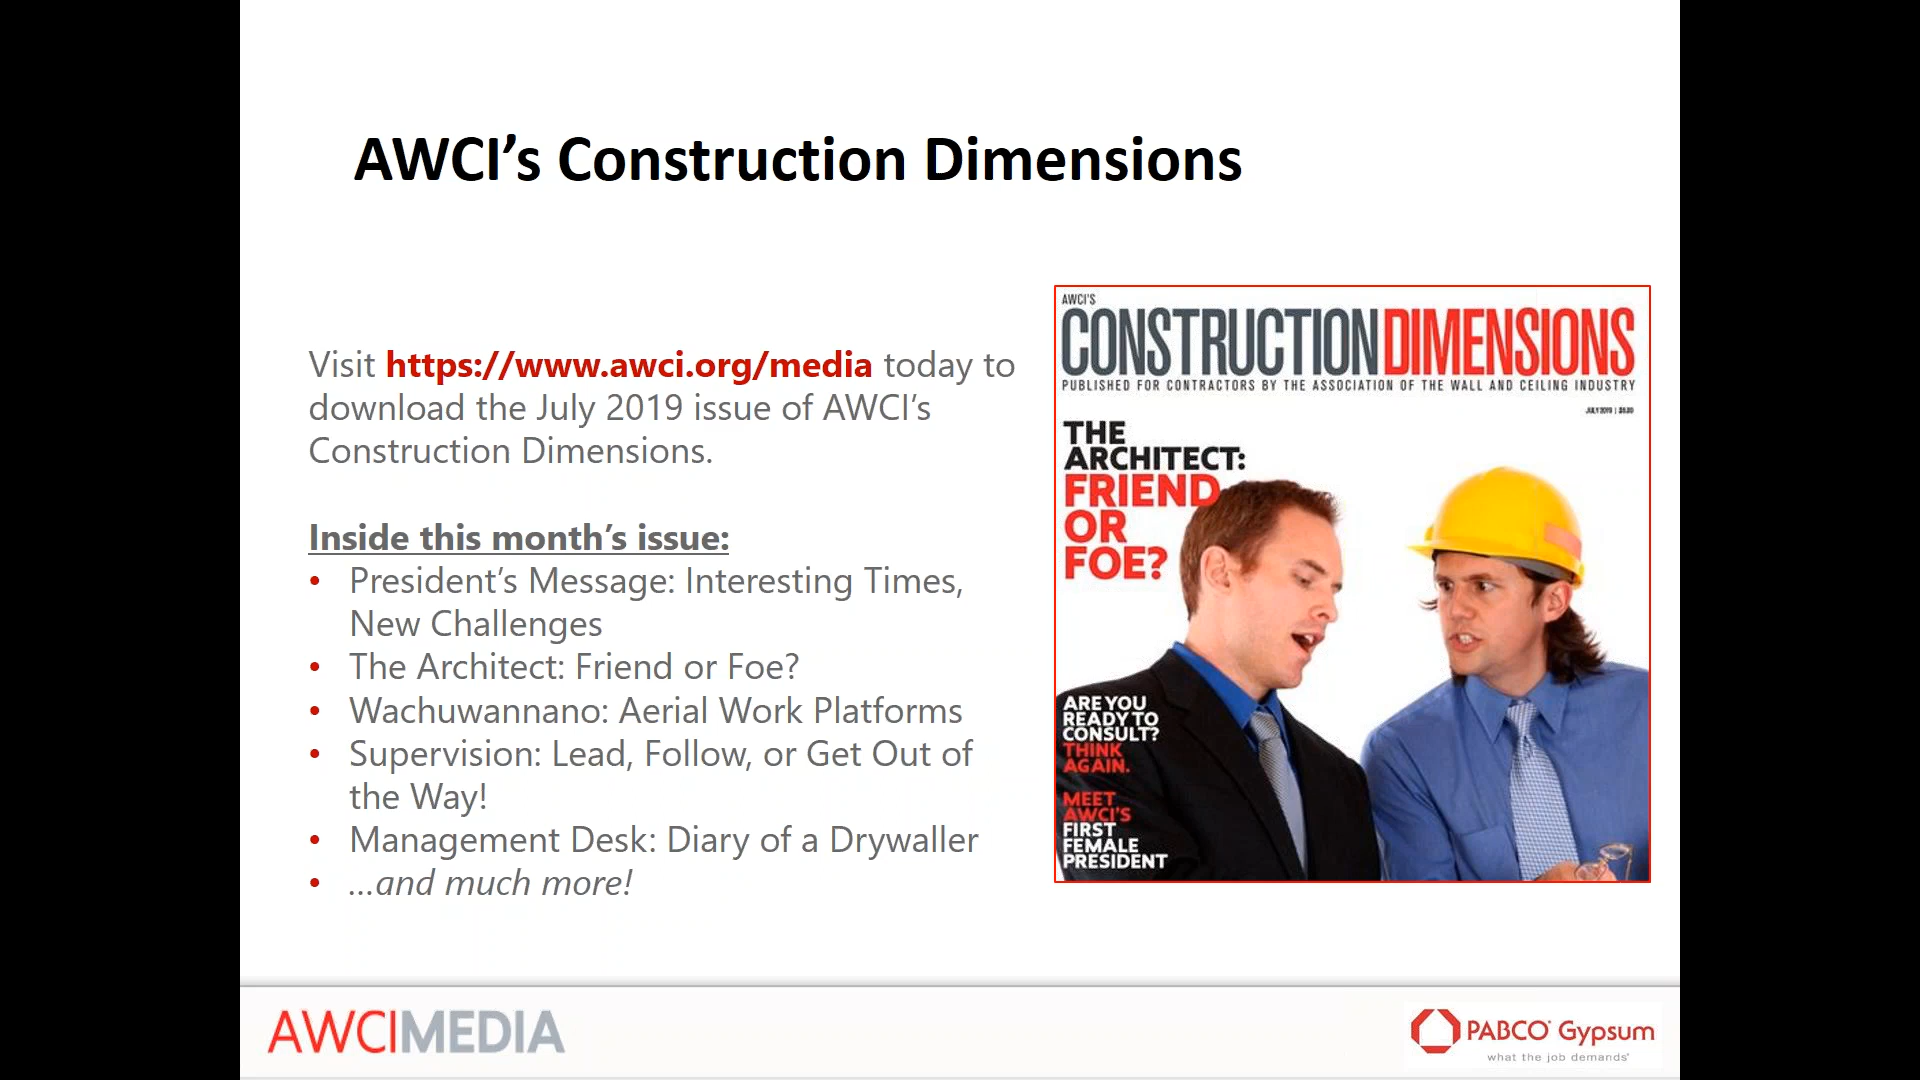 AWCI’s Construction Dimensions
Visit https://www.awci.org/media today to
download the July 2019 issue of AWCI’s
Construction Dimensions.
Inside this month’s issue:
• President’s Message: Interesting Times,
New Challenges
• The Architect: Friend or Foe?
• Wachuwannano: Aerial Work Platforms
• Supervision: Lead, Follow, or Get Out of
the Way!
• Management Desk: Diary of a Drywaller
• …and much more!
AWCI'S
CONSTRUCTIONDIMENSIONS
PUBLISHED FOR CONTRACTORS BY THE ASSOCIATION OF THE WALL AND CEILING INDUSTRY
JULY 2019 |
THE
ARCHITECT:
FRIEND
OR
FOE?
ARE YOU
READY TO
CONSULT?
THINK
AGAIN.
MEET
AWCI'S
FIRST
FEMALE
PRESIDENT
AWCIMEDIA
PABCO® Gypsum
what the job demands®